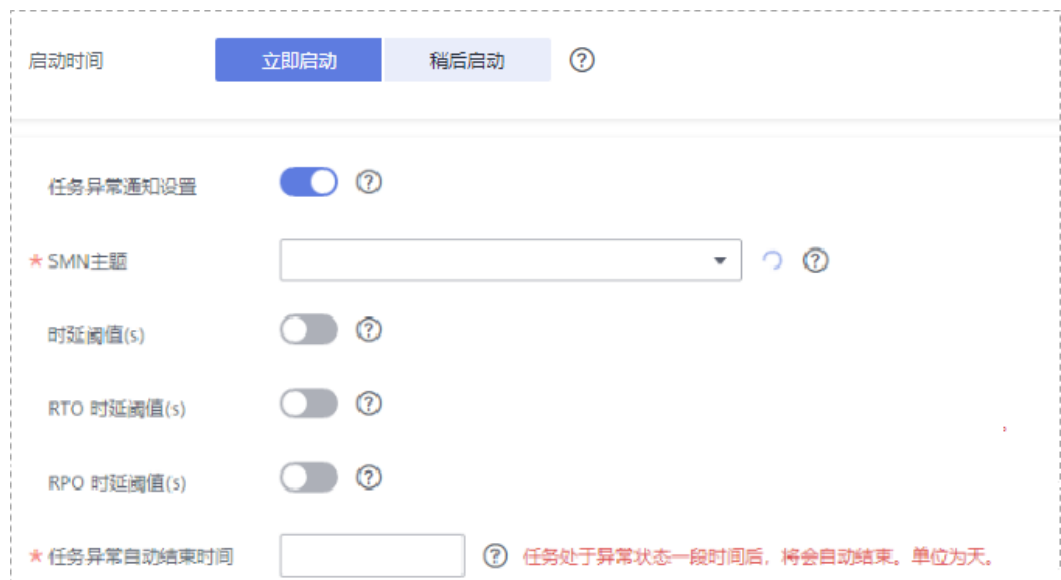 启动时间 立即启动 稍后启动 ?
任务异常通知设置 ?
*SMN主题 ?
时延阈值(s) ?
RTO 时延阈值(s) ?
RPO 时延阈值(s) ?
*任务异常自动结束时间 ? 任务处于异常状态一段时间后，将会自动结束。单位为天。